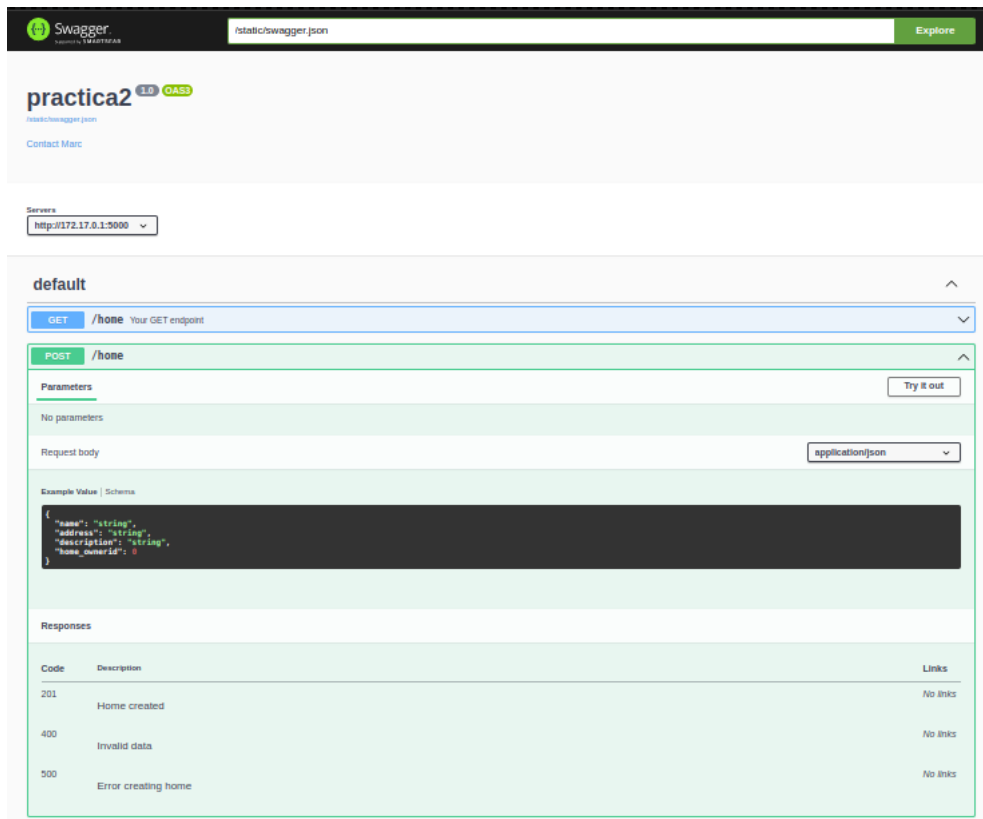 Swagger.
Supported by SMARTBEAR
/static/swagger.json
Explore
practica2 1.0 OAS3
/static/swagger.json
Contact Marc
Servers
http://172.17.0.1:5000
default
GET /home Your GET endpoint
POST /home
Parameters
Try it out
No parameters
Request body
application/json
Example Value | Schema
{
"name": "string",
"address": "string",
"description": "string",
"home_ownerid": 0
}
Responses
Code Description Links
201 No links
Home created
400 No links
Invalid data
500 No links
Error creating home